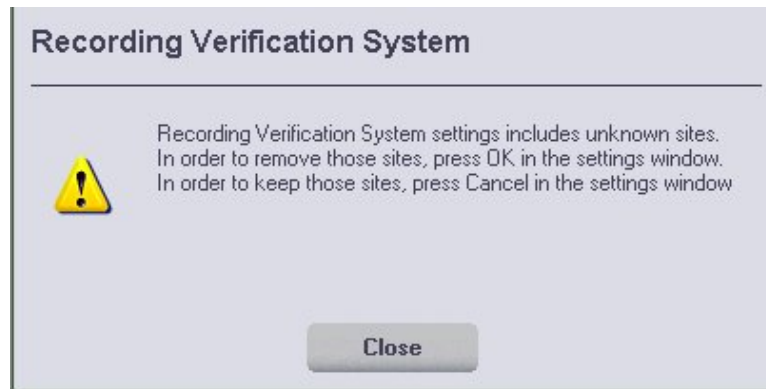 Recording Verification System
Recording Verification System settings includes unknown sites.
In order to remove those sites, press OK in the settings window.
In order to keep those sites, press Cancel in the settings window
Close